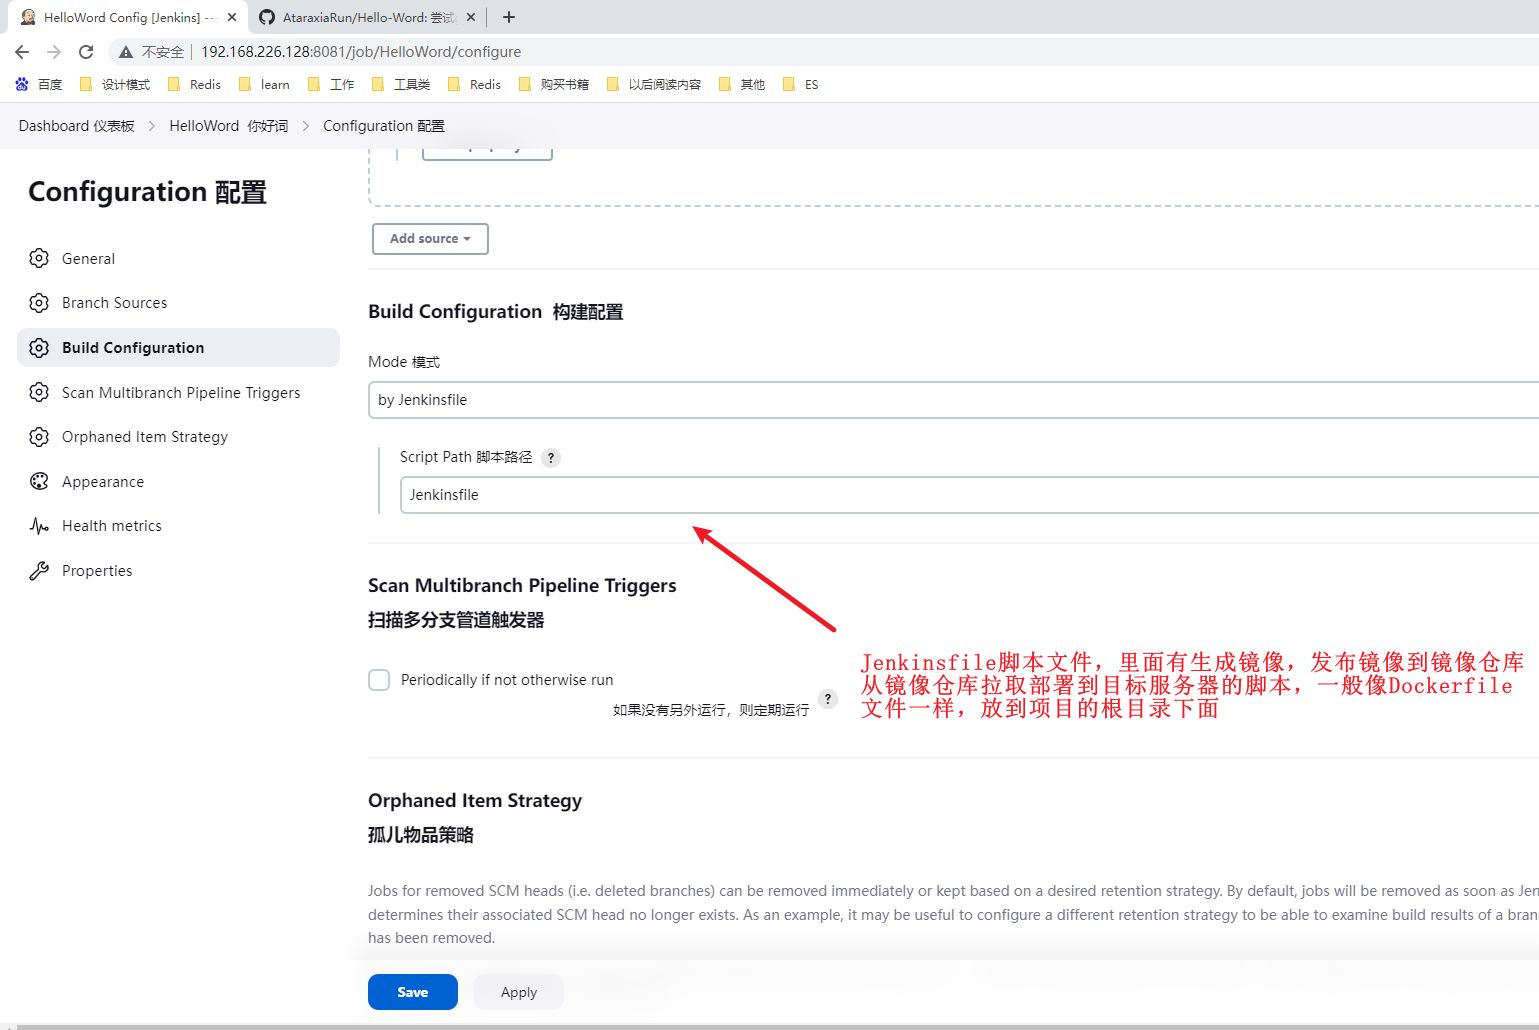 HelloWord Config [Jenkins]
AtaraxiaRun/Hello-Word: 尝试
不安全 192.168.226.128:8081/job/HelloWord/configure
百度 设计模式 Redis learn 工作 工具类 Redis 购买书籍 以后阅读内容 其他 ES
Dashboard 仪表板 HelloWord 你好词 Configuration 配置
Configuration 配置
General
Branch Sources
Build Configuration
Scan Multibranch Pipeline Triggers
Orphaned Item Strategy
Appearance
Health metrics
Properties
Add source
Build Configuration 构建配置
Mode 模式
by Jenkinsfile
Script Path 脚本路径 ?
Jenkinsfile
Scan Multibranch Pipeline Triggers
扫描多分支管道触发器
Periodically if not otherwise run
如果没有另外运行，则定期运行 ?
Jenkinsfile脚本文件，里面有生成镜像，发布镜像到镜像仓库
从镜像仓库拉取部署到目标服务器的脚本，一般像Dockerfile
文件一样，放到项目的根目录下面
Orphaned Item Strategy
孤儿物品策略
Jobs for removed SCM heads (i.e. deleted branches) can be removed immediately or kept based on a desired retention strategy. By default, jobs will be removed as soon as Jen
determines their associated SCM head no longer exists. As an example, it may be useful to configure a different retention strategy to be able to examine build results of a bran
has been removed.
Save Apply